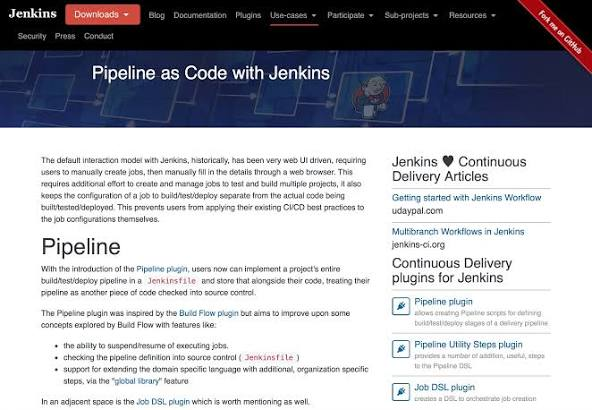 Jenkins Downloads Blog Documentation Plugins Use-cases Participate Sub-projects Resources
Security Press Conduct
Fork me on GitHub
Pipeline as Code with Jenkins
The default interaction model with Jenkins, historically, has been very web UI driven, requiring
users to manually create jobs, then manually fill in the details through a web browser. This
requires additional effort to create and manage jobs to test and build multiple projects, it also
keeps the configuration of a job to build/test/deploy separate from the actual code being
built/tested/deployed. This prevents users from applying their existing CI/CD best practices to
the job configurations themselves.
Pipeline
With the introduction of the Pipeline plugin, users now can implement a project's entire
build/test/deploy pipeline in a Jenkinsfile and store that alongside their code, treating their
pipeline as another piece of code checked into source control.
The Pipeline plugin was inspired by the Build Flow plugin but aims to improve upon some
concepts explored by Build Flow with features like:
• the ability to suspend/resume of executing jobs.
• checking the pipeline definition into source control ( Jenkinsfile )
• support for extending the domain specific language with additional, organization specific
steps, via the "global library" feature
In an adjacent space is the Job DSL plugin which is worth mentioning as well.
Jenkins ♥ Continuous
Delivery Articles
Getting started with Jenkins Workflow
udaypal.com
Multibranch Workflows in Jenkins
jenkins-ci.org
Continuous Delivery
plugins for Jenkins
Pipeline plugin
allows creating Pipeline scripts for defining
build/test/deploy stages of a delivery pipeline
Pipeline Utility Steps plugin
provides a number of addition, useful, steps
to the Pipeline DSL
Job DSL plugin
creates a DSL to orchestrate job creation